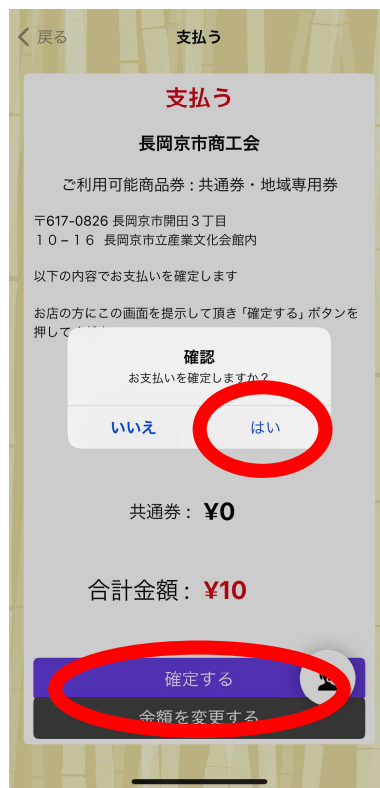 戻る
支払う
支払う
長岡京市商工会
ご利用可能商品券 : 共通券・地域専用券
〒617-0826 長岡京市開田３丁目
１０−１６ 長岡京市立産業文化会館内
以下の内容でお支払いを確定します
お店の方にこの画面を提示して頂き「確定する」ボタンを
押して
確認
お支払いを確定しますか？
いいえ
はい
共通券 : ¥0
合計金額 : ¥10
確定する
金額を変更する